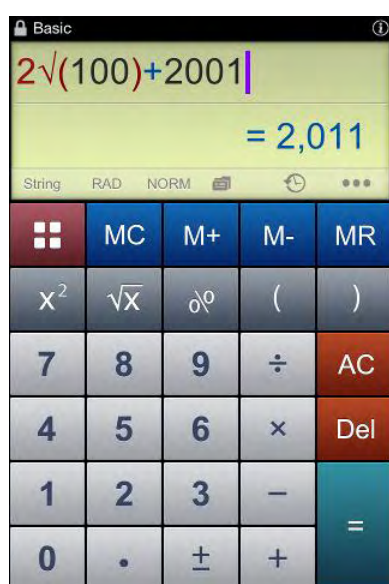 Basic
2√(100)+2001
= 2,011
String RAD NORM
MC M+ M- MR
x² √x % ( )
7 8 9 ÷ AC
4 5 6 × Del
1 2 3 −
0 . ± + =